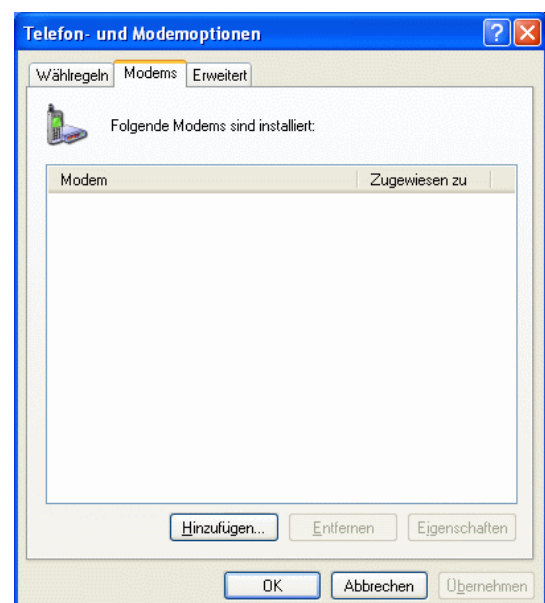 Telefon- und Modemoptionen
Wählregeln Modems Erweitert
Folgende Modems sind installiert:
Modem Zugewiesen zu
Hinzufügen... Entfernen Eigenschaften
OK Abbrechen Übernehmen